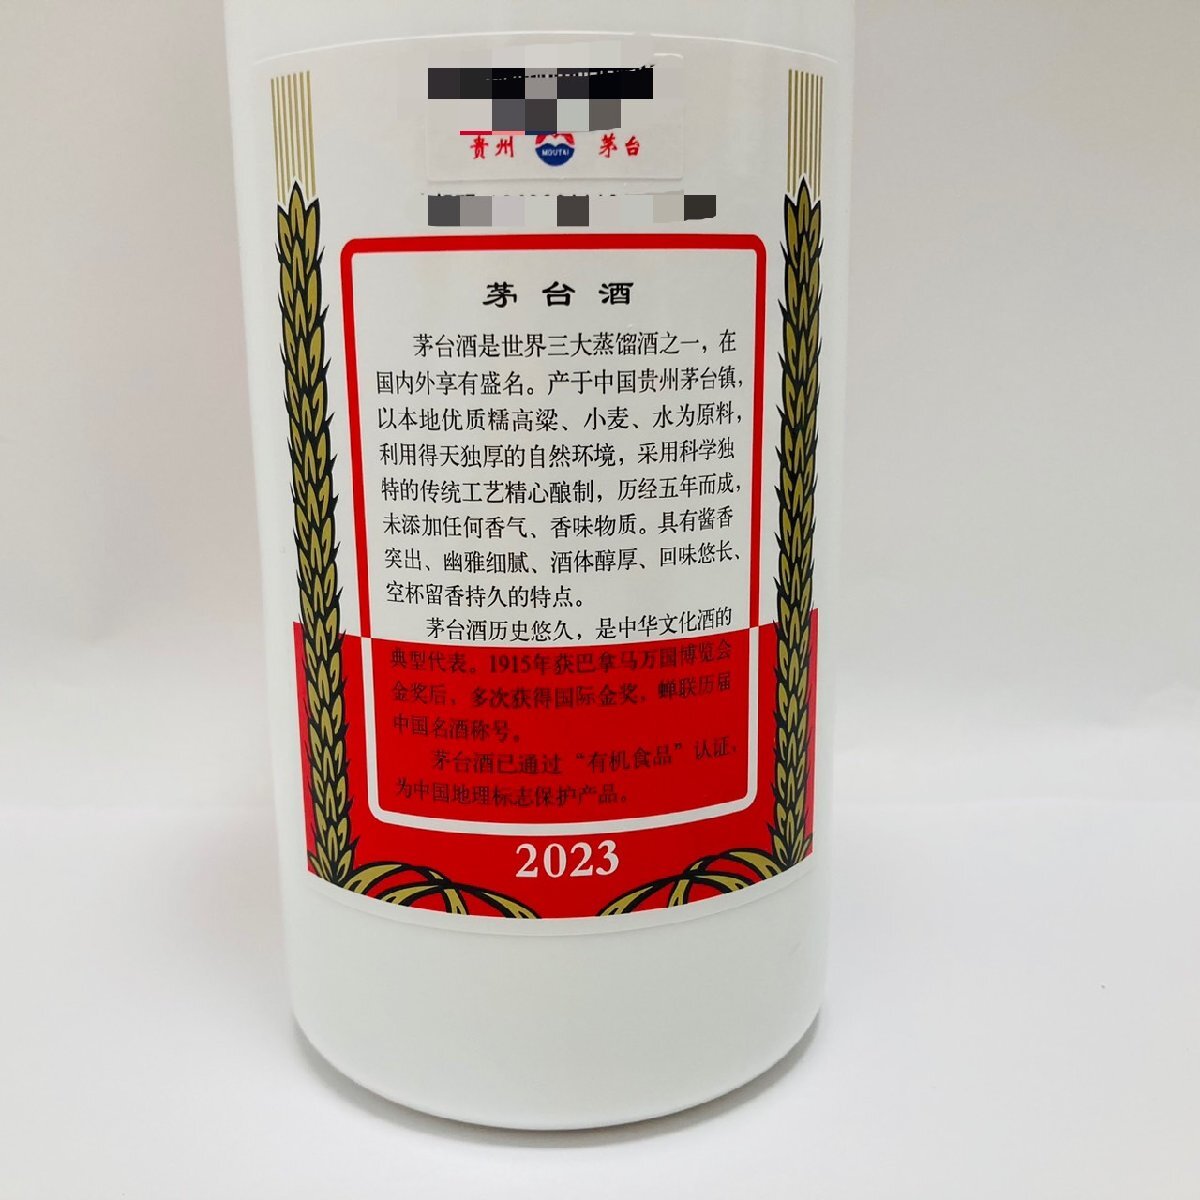 贵州 MOUTAI 茅台
茅台酒
茅台酒是世界三大蒸馏酒之一，在
国内外享有盛名。产于中国贵州茅台镇，
以本地优质糯高粱、小麦、水为原料，
利用得天独厚的自然环境，采用科学独
特的传统工艺精心酿制，历经五年而成，
未添加任何香气、香味物质。具有酱香
突出、幽雅细腻、酒体醇厚、回味悠长、
空杯留香持久的特点。
茅台酒历史悠久，是中华文化酒的
典型代表。1915年获巴拿马万国博览会
金奖后，多次获得国际金奖，蝉联历届
中国名酒称号。
茅台酒已通过“有机食品”认证，
为中国地理标志保护产品。
2023